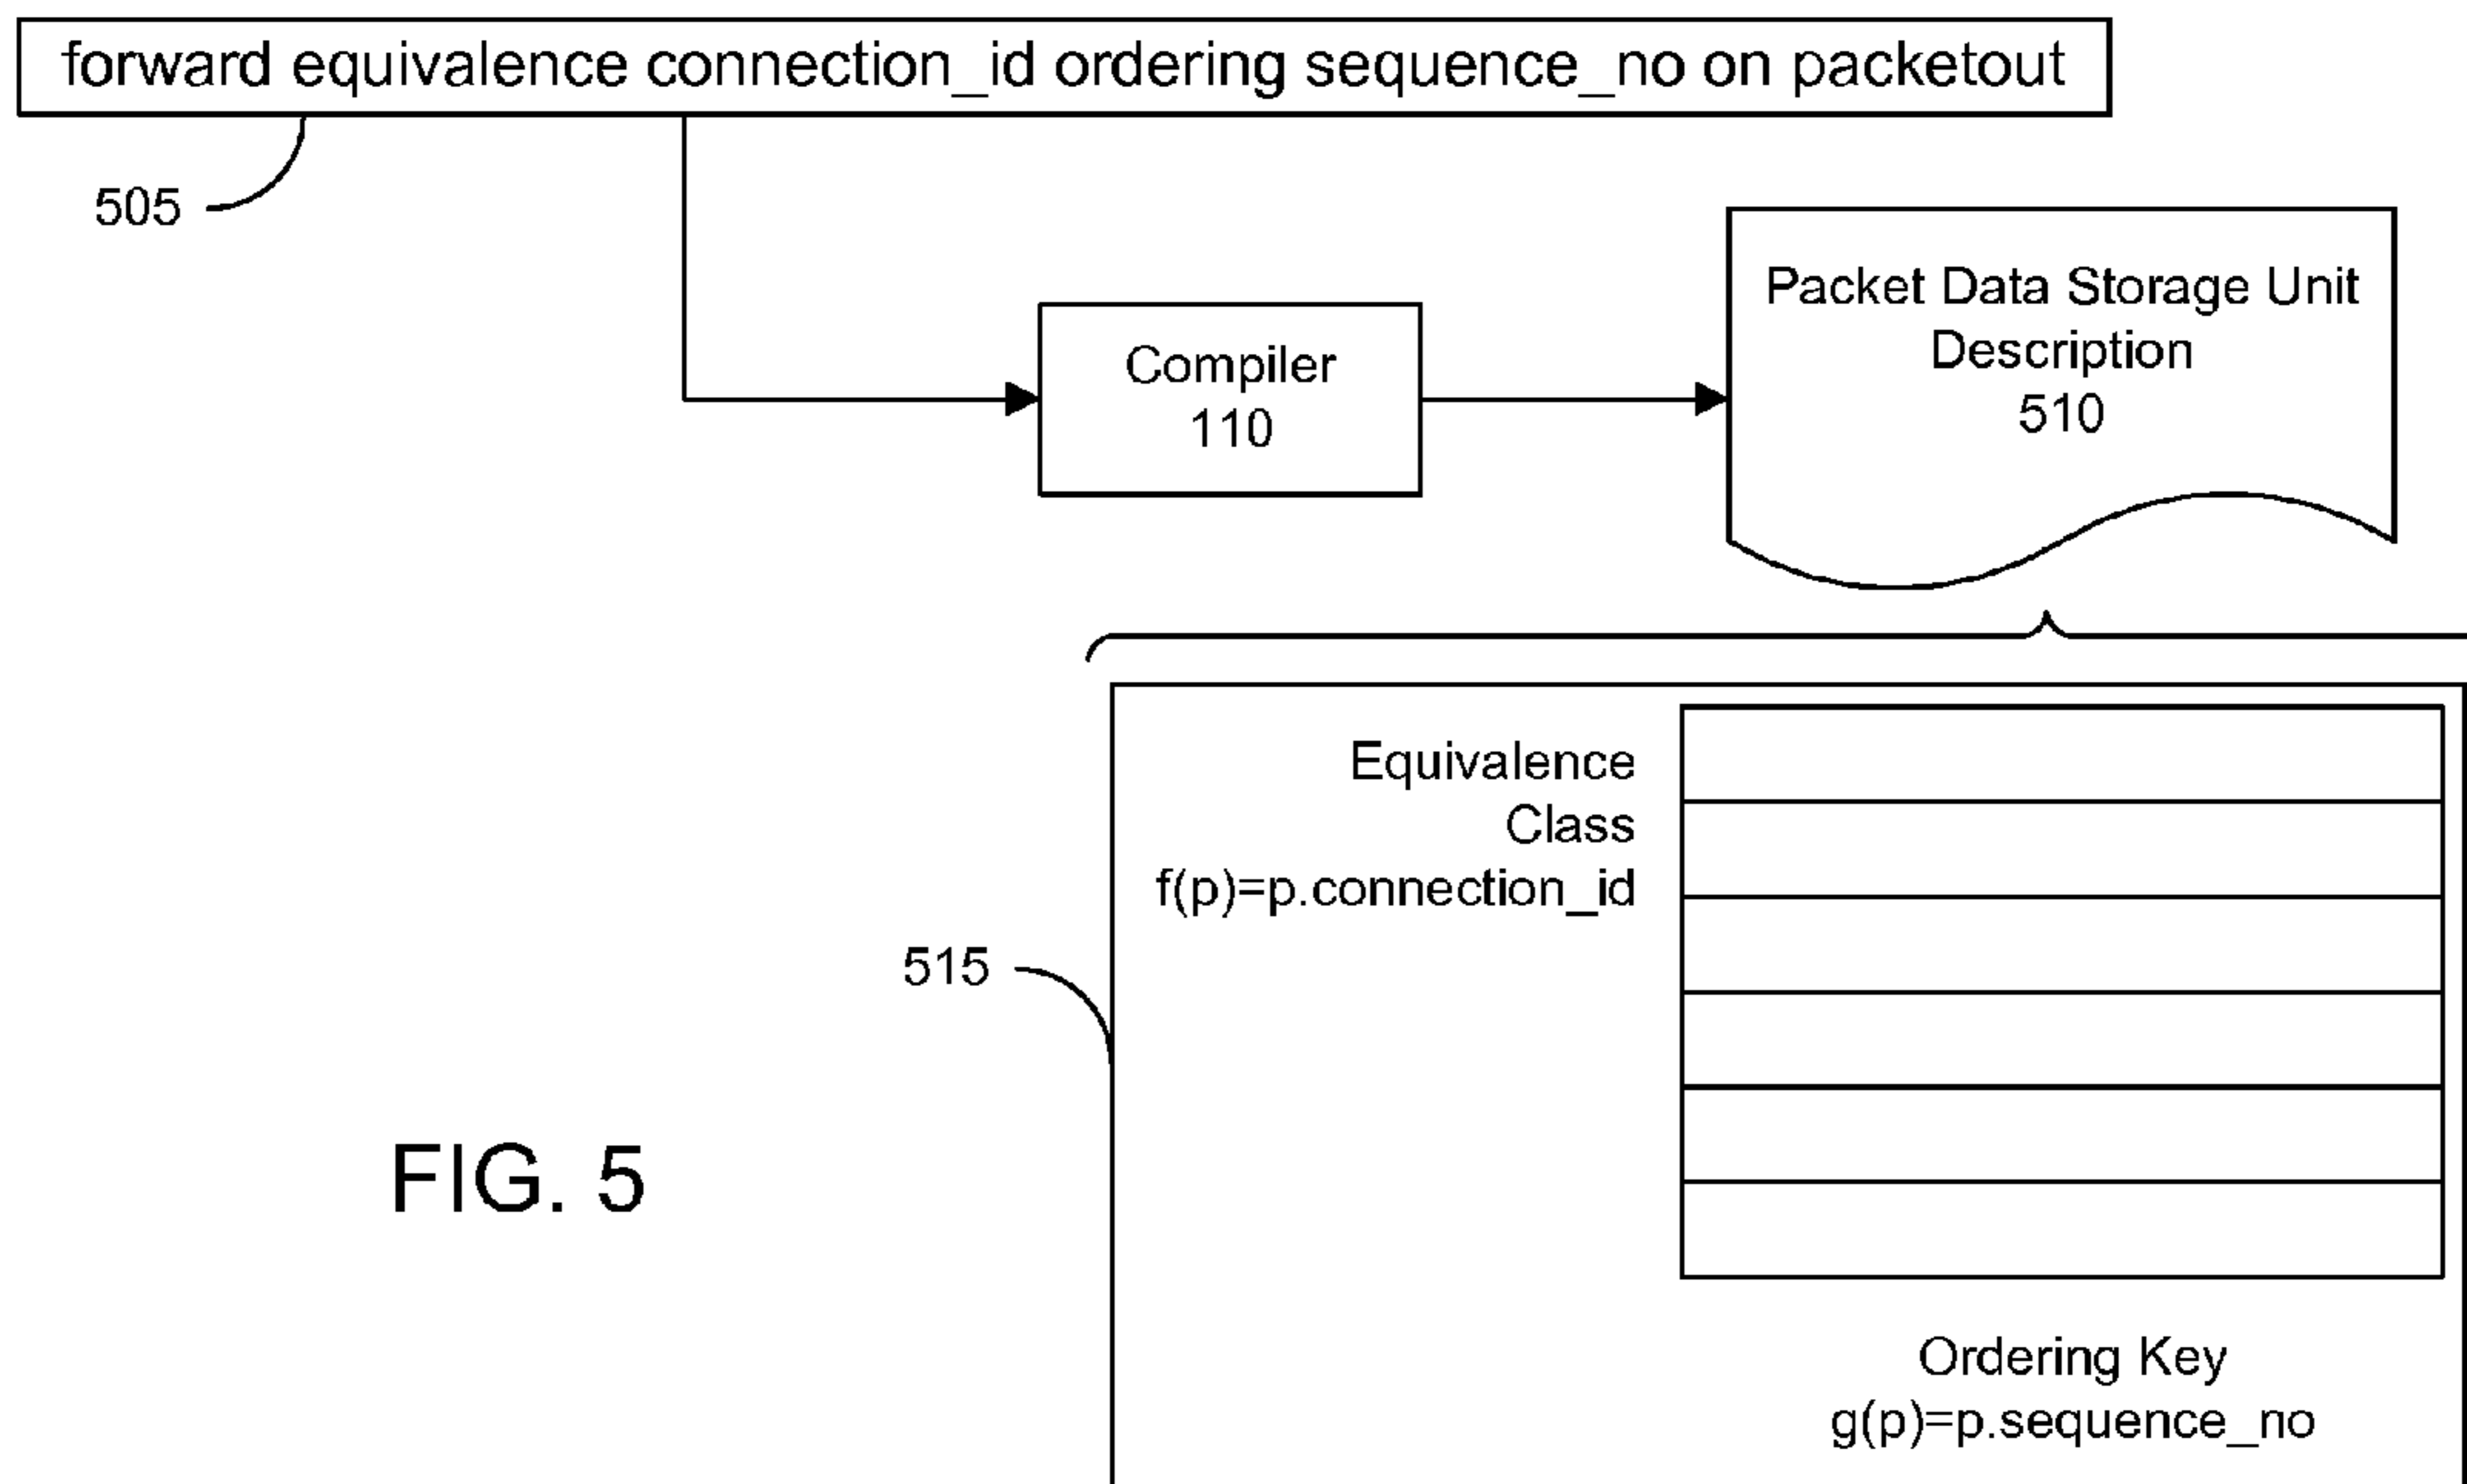 forward equivalence connection_id ordering sequence_no on packetout
505
Packet Data Storage Unit
Description
510
Compiler
110
Equivalence
Class
f(p)=p.connection_id
515
FIG. 5
Ordering Key
g(p)=p.sequence_no